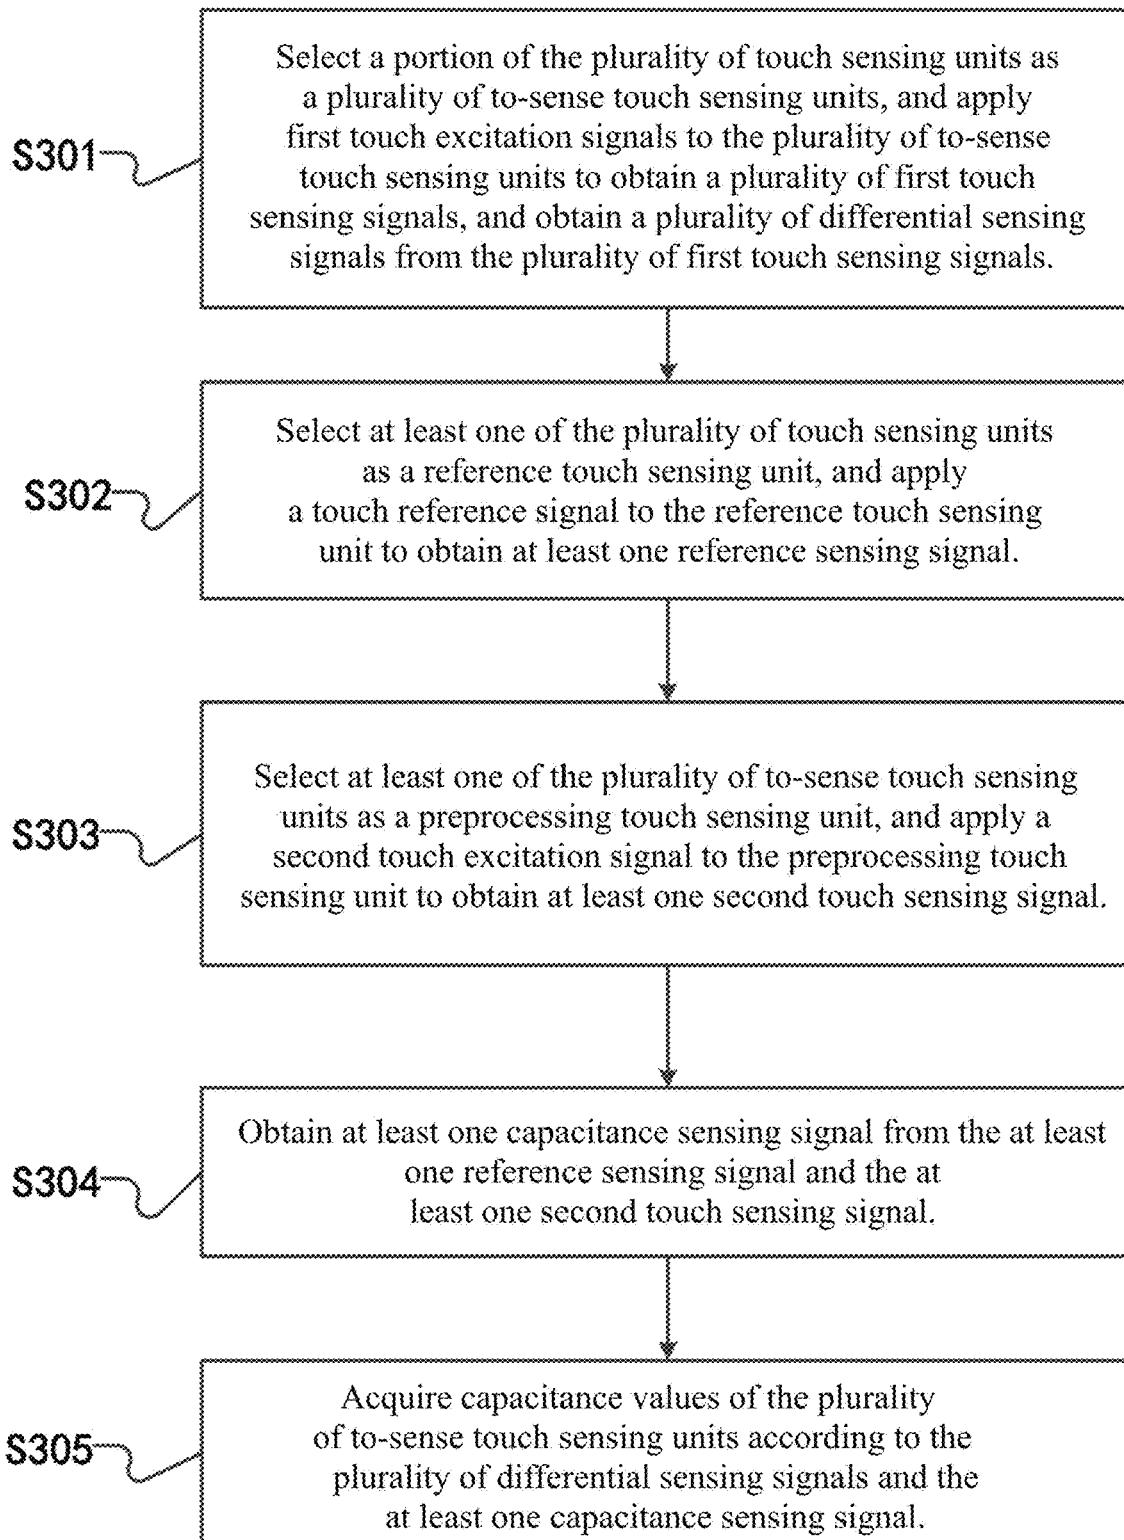 Select a portion of the plurality of touch sensing units as
a plurality of to-sense touch sensing units, and apply
first touch excitation signals to the plurality of to-sense
touch sensing units to obtain a plurality of first touch
sensing signals, and obtain a plurality of differential sensing
signals from the plurality of first touch sensing signals.
S301
Select at least one of the plurality of touch sensing units
as a reference touch sensing unit, and apply
a touch reference signal to the reference touch sensing
unit to obtain at least one reference sensing signal.
S302
Select at least one of the plurality of to-sense touch sensing
units as a preprocessing touch sensing unit, and apply a
second touch excitation signal to the preprocessing touch
sensing unit to obtain at least one second touch sensing signal.
S303
Obtain at least one capacitance sensing signal from the at least
one reference sensing signal and the at
least one second touch sensing signal.
S304
Acquire capacitance values of the plurality
of to-sense touch sensing units according to the
plurality of differential sensing signals and the
at least one capacitance sensing signal.
S305